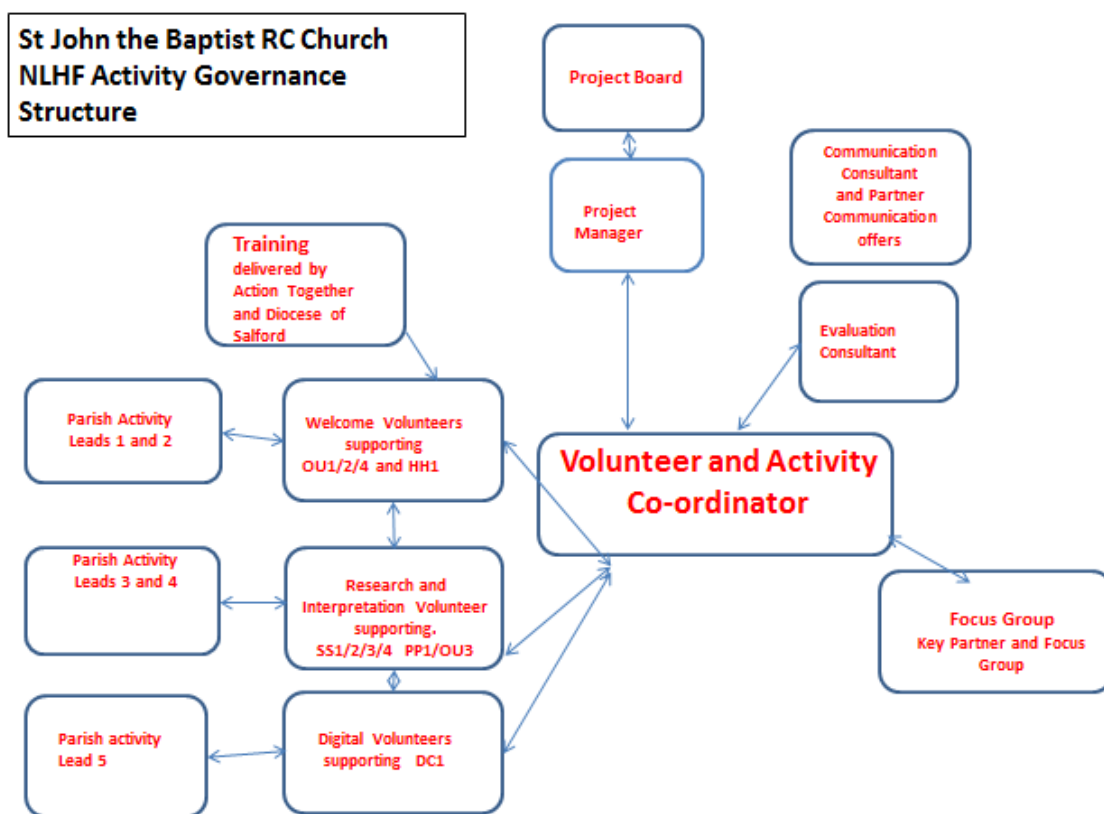 St John the Baptist RC Church
NLHF Activity Governance
Structure
Project Board
Communication
Consultant
and Partner
Communication
offers
Project
Manager
Training
delivered by
Action Together
and Diocese of
Salford
Evaluation
Consultant
Parish Activity
Leads 1 and 2
Welcome Volunteers
supporting
OU1/2/4 and HH1
Volunteer and Activity
Co-ordinator
Parish Activity
Leads 3 and 4
Research and
Interpretation Volunteer
supporting.
SS1/2/3/4 PP1/OU3
Focus Group
Key Partner and Focus
Group
Parish activity
Lead 5
Digital Volunteers
supporting DC1